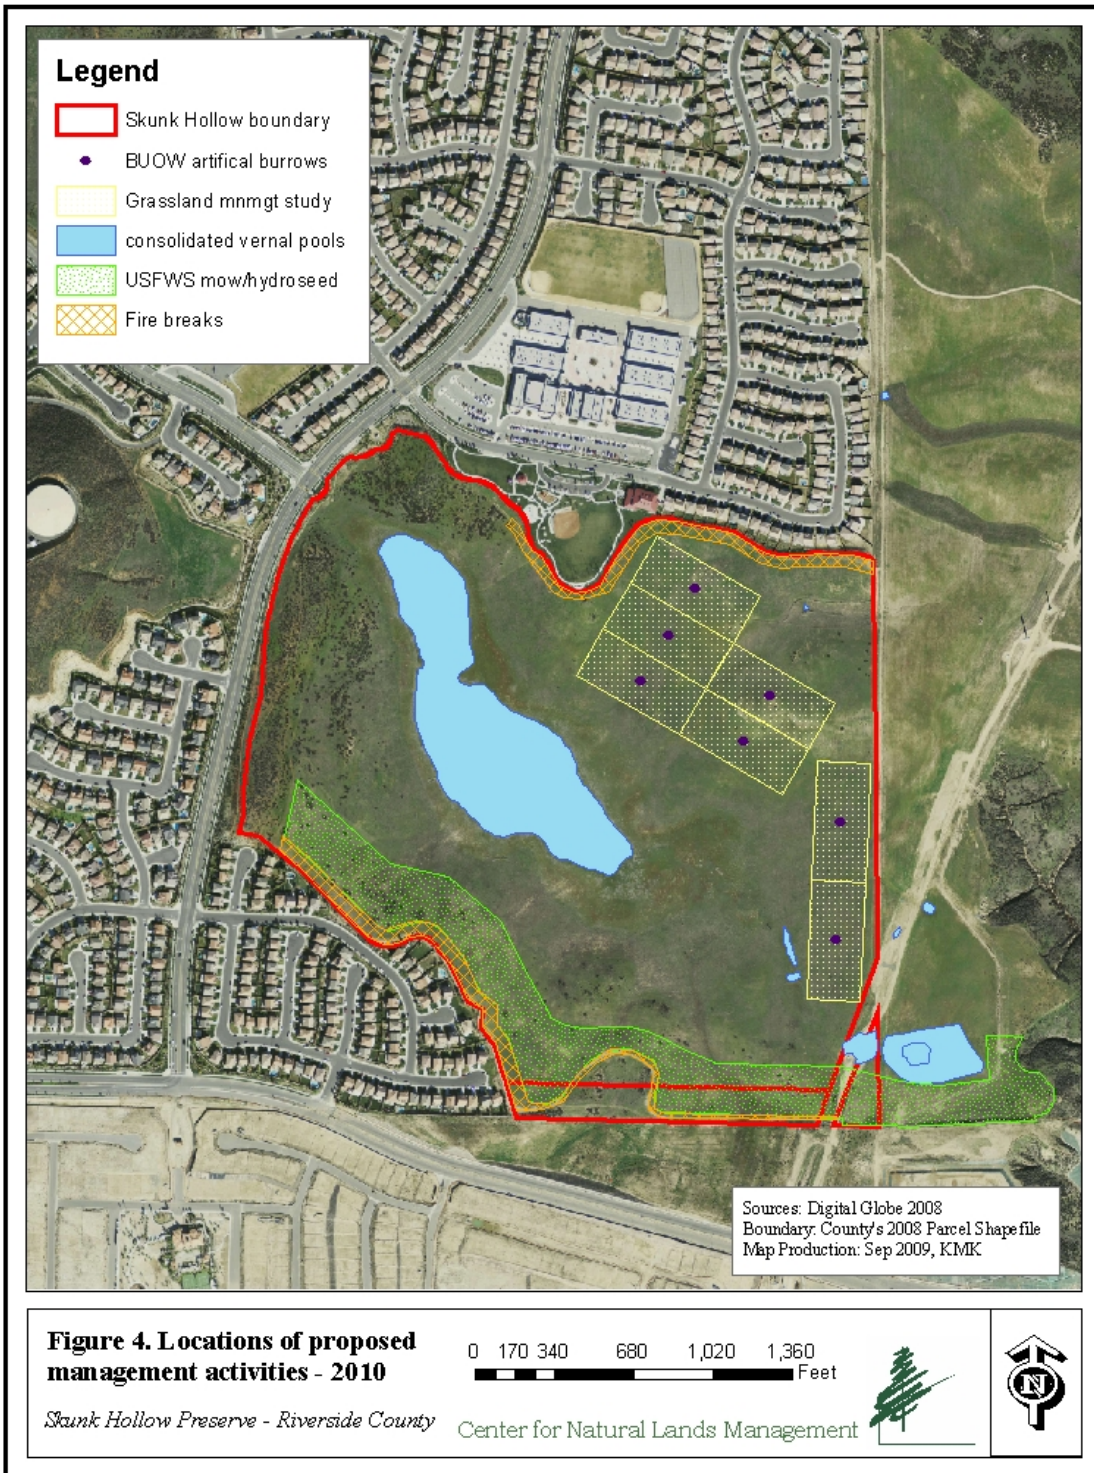 Legend
Skunk Hollow boundary
BUOW artifical burrows
Grassland mnmgt study
consolidated vernal pools
USFWS mow/hydroseed
Fire breaks
Sources: Digital Globe 2008
Boundary: County's 2008 Parcel Shapefile
Map Production: Sep 2009, KMK
Figure 4. Locations of proposed
management activities - 2010
Skunk Hollow Preserve - Riverside County
0 170 340 680 1,020 1,360
Feet
Center for Natural Lands Management
N